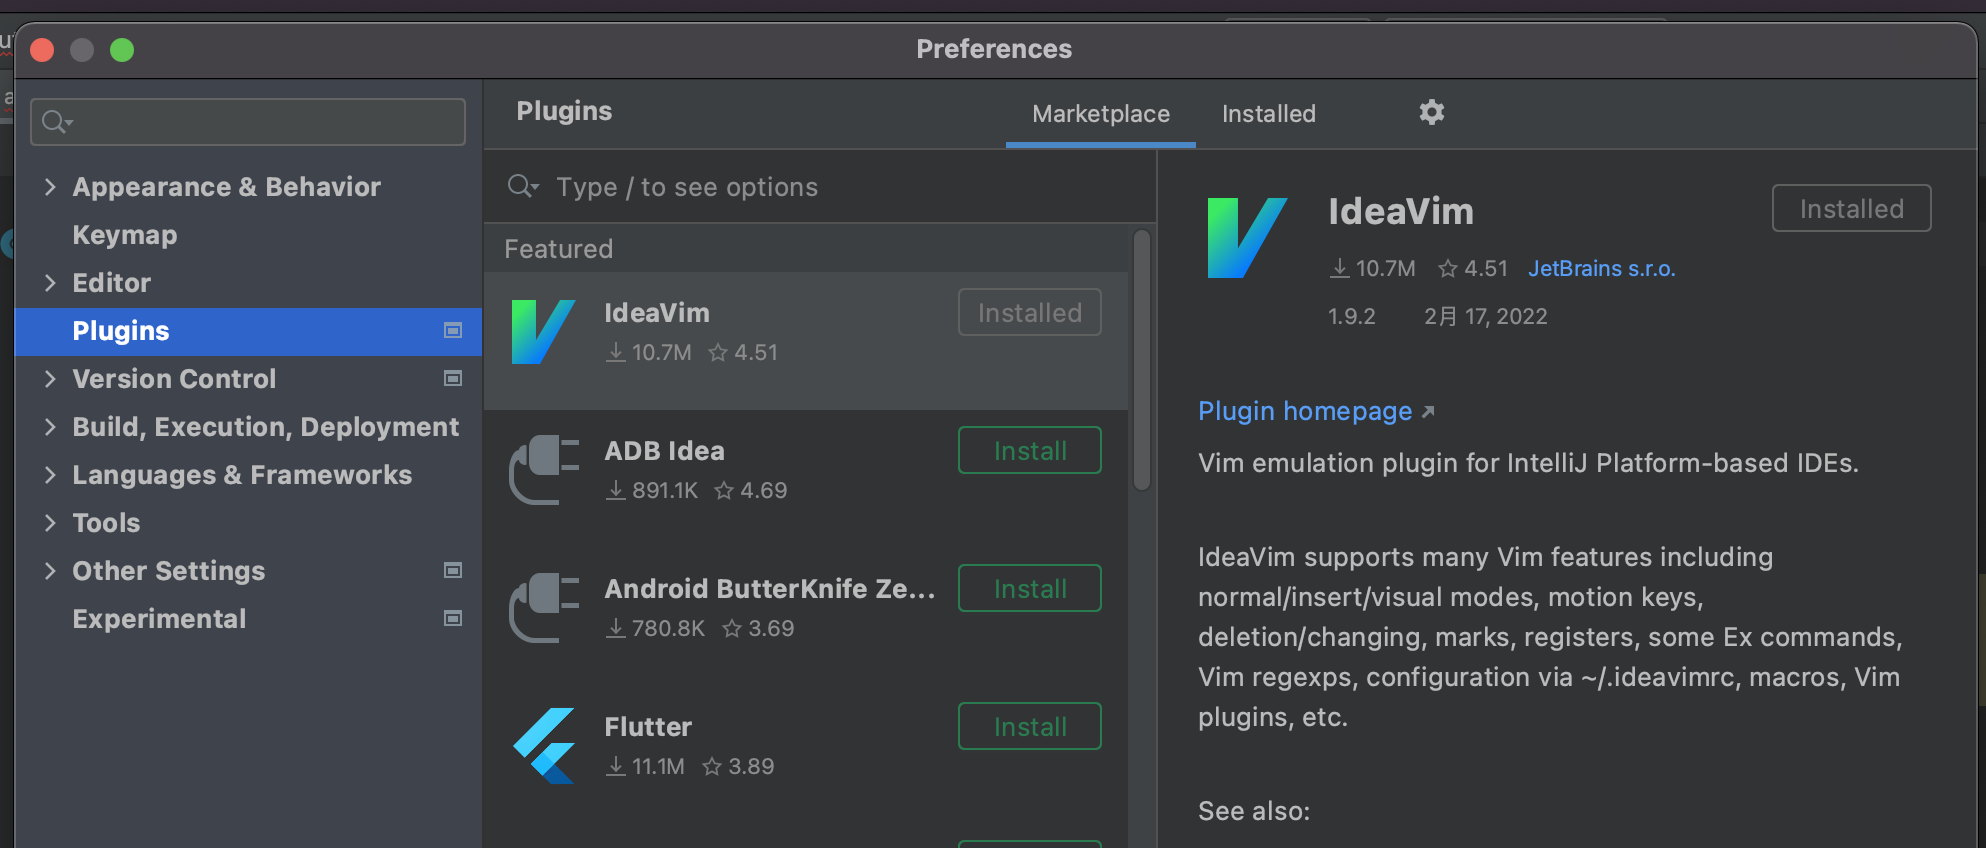 Preferences
Appearance & Behavior
Keymap
Editor
Plugins
Version Control
Build, Execution, Deployment
Languages & Frameworks
Tools
Other Settings
Experimental
Plugins
Marketplace
Installed
Type / to see options
Featured
IdeaVim
Installed
10.7M 4.51
ADB Idea
Install
891.1K 4.69
Android ButterKnife Ze...
Install
780.8K 3.69
Flutter
Install
11.1M 3.89
IdeaVim
Installed
10.7M 4.51 JetBrains s.r.o.
1.9.2 2月 17, 2022
Plugin homepage
Vim emulation plugin for IntelliJ Platform-based IDEs.
IdeaVim supports many Vim features including
normal/insert/visual modes, motion keys,
deletion/changing, marks, registers, some Ex commands,
Vim regexps, configuration via ~/.ideavimrc, macros, Vim
plugins, etc.
See also: